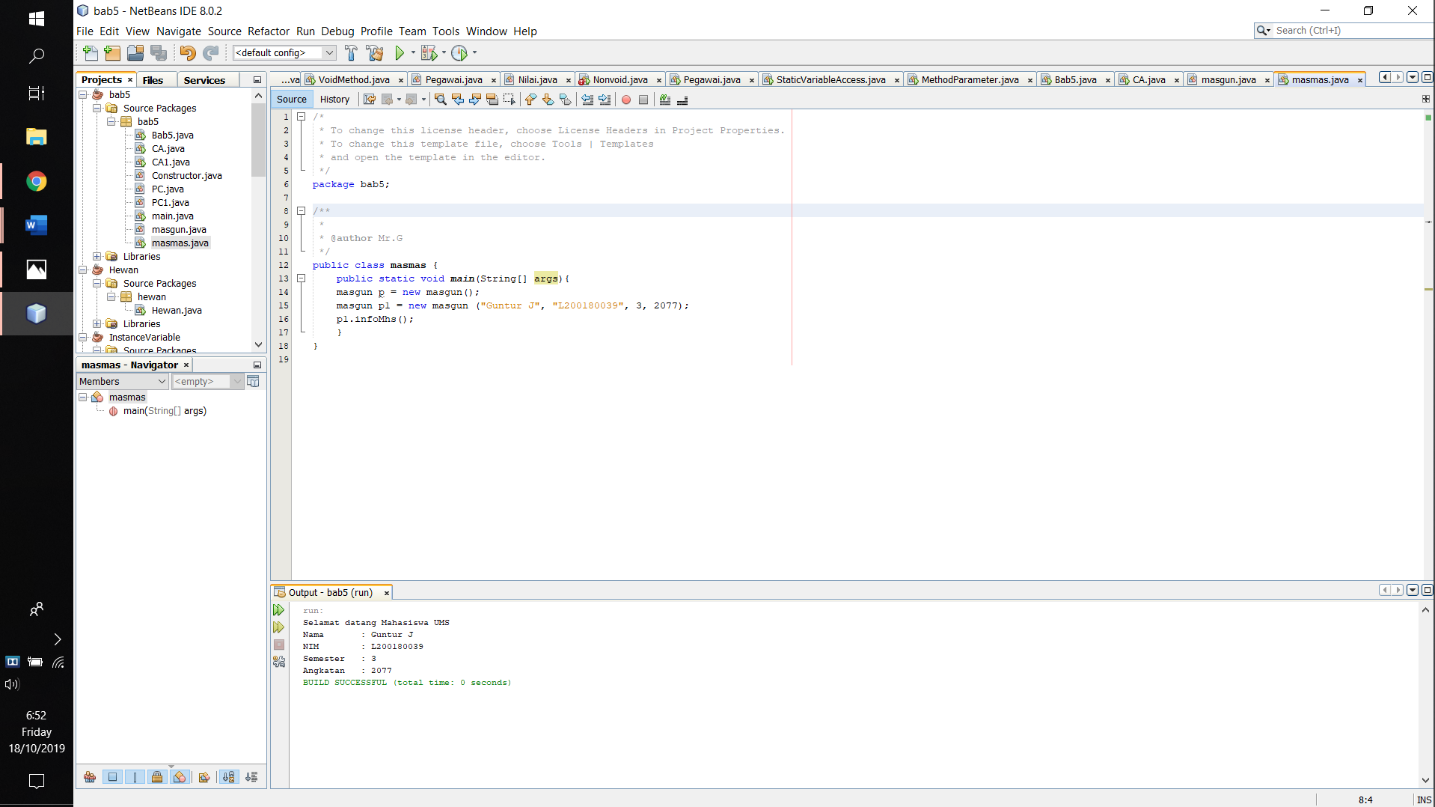 bab5 - NetBeans IDE 8.0.2
File Edit View Navigate Source Refactor Run Debug Profile Team Tools Window Help
Search (Ctrl+I)
<default config>
Projects Files Services
...va VoidMethod.java Pegawai.java Nilai.java Nonvoid.java Pegawai.java StaticVariableAccess.java MethodParameter.java Bab5.java CA.java masgun.java masmas.java
Source History
bab5
Source Packages
bab5
Bab5.java
CA.java
CA1.java
Constructor.java
PC.java
PC1.java
main.java
masgun.java
masmas.java
Libraries
Hewan
Source Packages
hewan
Hewan.java
Libraries
InstanceVariable
Source Packages
masmas - Navigator
Members <empty>
masmas
main(String[] args)
1 /*
2 * To change this license header, choose License Headers in Project Properties.
3 * To change this template file, choose Tools | Templates
4 * and open the template in the editor.
5 */
6 package bab5;
7
8 /**
9 *
10 * @author Mr.G
11 */
12 public class masmas {
13 public static void main(String[] args){
14 masgun p = new masgun();
15 masgun p1 = new masgun ("Guntur J", "L200180039", 3, 2077);
16 p1.infoMhs();
17 }
18 }
19
Output - bab5 (run)
run:
Selamat datang Mahasiswa UMS
Nama : Guntur J
NIM : L200180039
Semester : 3
Angkatan : 2077
BUILD SUCCESSFUL (total time: 0 seconds)
6:52
Friday
18/10/2019
8:4 INS